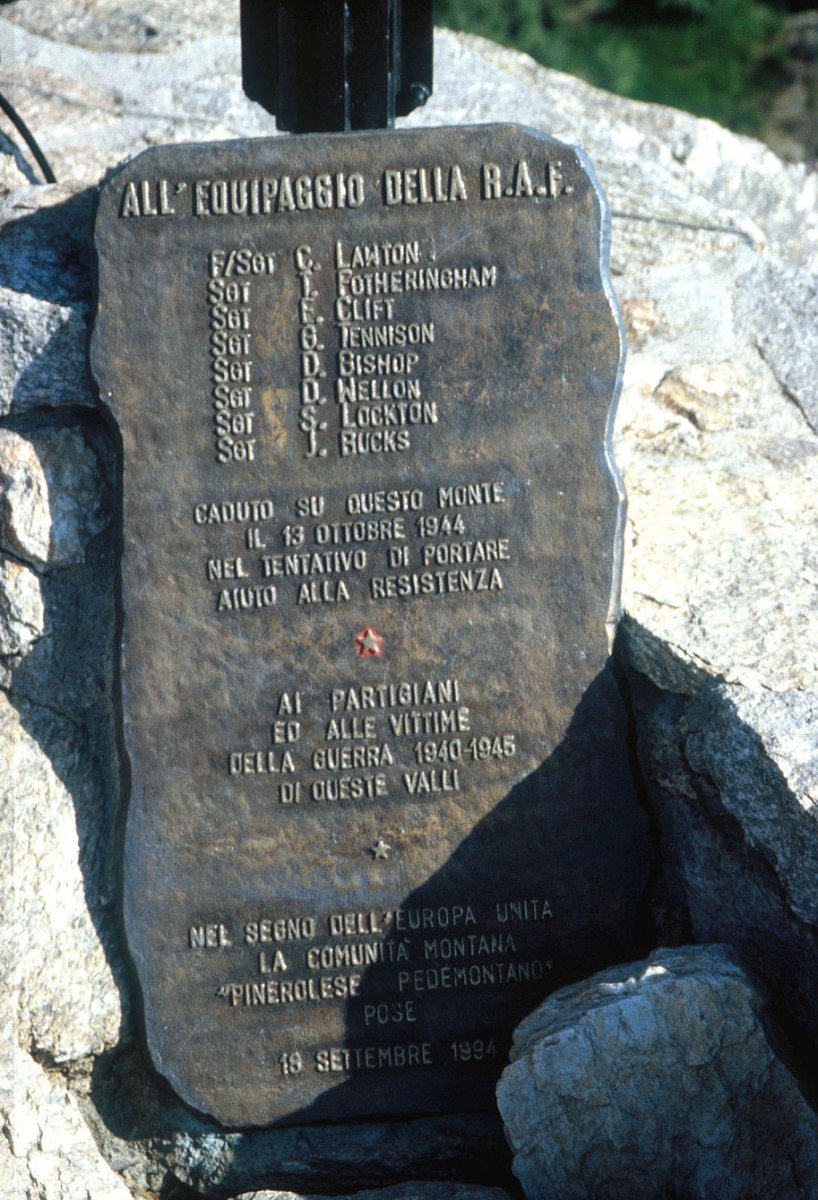 ALL' EQUIPAGGIO DELLA R.A.F.
F/SGT C. LAWTON
SGT I. FOTHERINGHAM
SGT E. CLIFT
SGT G. TENNISON
SGT D. BISHOP
SGT D. WELLON
SGT S. LOCKTON
SGT J. RUCKS
CADUTO SU QUESTO MONTE
IL 13 OTTOBRE 1944
NEL TENTATIVO DI PORTARE
AIUTO ALLA RESISTENZA
AI PARTIGIANI
ED ALLE VITTIME
DELLA GUERRA 1940-1945
DI QUESTE VALLI
NEL SEGNO DELL'EUROPA UNITA
LA COMUNITA' MONTANA
"PINEROLESE PEDEMONTANO"
POSE
18 SETTEMBRE 1994